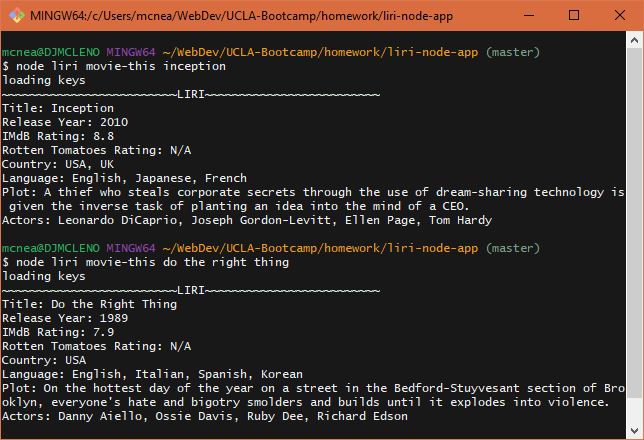 MINGW64:/c/Users/mcnea/WebDev/UCLA-Bootcamp/homework/liri-node-app
mcnea@DJMCLENO MINGW64 ~/WebDev/UCLA-Bootcamp/homework/liri-node-app (master)
$ node liri movie-this inception
loading keys
~~~~~~~~~~~~~~~~~~~~~~~~~LIRI~~~~~~~~~~~~~~~~~~~~~~~~~
Title: Inception
Release Year: 2010
IMdB Rating: 8.8
Rotten Tomatoes Rating: N/A
Country: USA, UK
Language: English, Japanese, French
Plot: A thief who steals corporate secrets through the use of dream-sharing technology is
given the inverse task of planting an idea into the mind of a CEO.
Actors: Leonardo DiCaprio, Joseph Gordon-Levitt, Ellen Page, Tom Hardy
mcnea@DJMCLENO MINGW64 ~/WebDev/UCLA-Bootcamp/homework/liri-node-app (master)
$ node liri movie-this do the right thing
loading keys
~~~~~~~~~~~~~~~~~~~~~~~~~LIRI~~~~~~~~~~~~~~~~~~~~~~~~~
Title: Do the Right Thing
Release Year: 1989
IMdB Rating: 7.9
Rotten Tomatoes Rating: N/A
Country: USA
Language: English, Italian, Spanish, Korean
Plot: On the hottest day of the year on a street in the Bedford-Stuyvesant section of Bro
oklyn, everyone's hate and bigotry smolders and builds until it explodes into violence.
Actors: Danny Aiello, Ossie Davis, Ruby Dee, Richard Edson